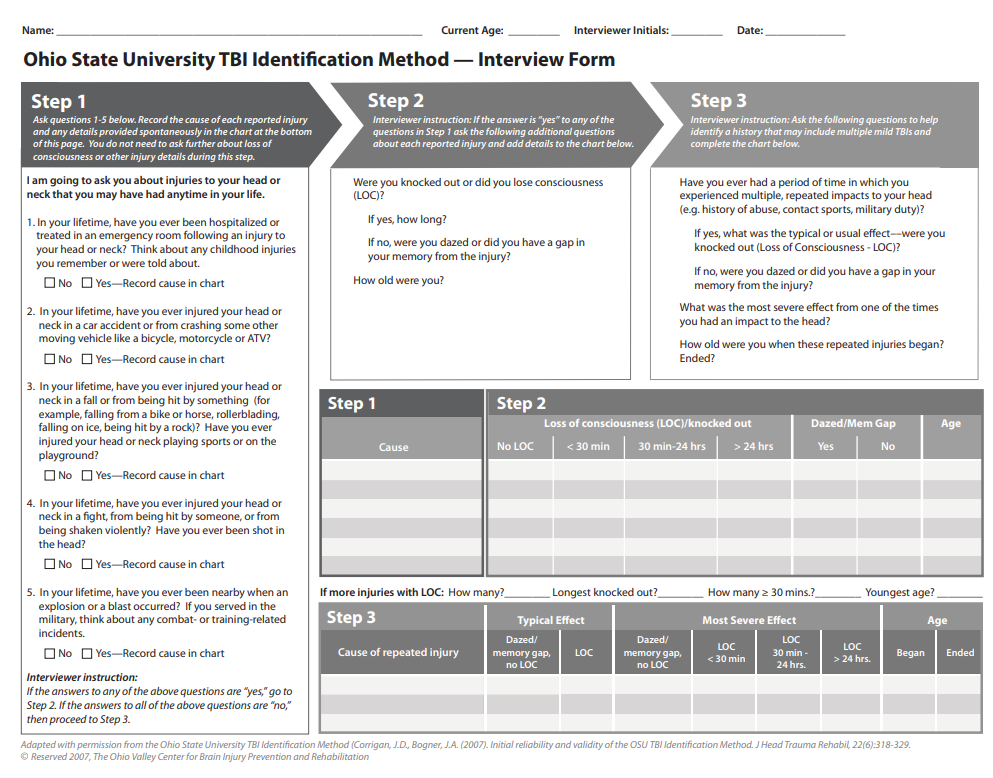 Name: ____ Current Age: ____ Interviewer Initials: ____ Date: ____
Ohio State University TBI Identification Method — Interview Form
Step 1
Ask questions 1-5 below. Record the cause of each reported injury
and any details provided spontaneously in the chart at the bottom
of this page. You do not need to ask further about loss of
consciousness or other injury details during this step.
I am going to ask you about injuries to your head or
neck that you may have had anytime in your life.
1. In your lifetime, have you ever been hospitalized or
treated in an emergency room following an injury to
your head or neck? Think about any childhood injuries
you remember or were told about.
☐ No ☐ Yes—Record cause in chart
2. In your lifetime, have you ever injured your head or
neck in a car accident or from crashing some other
moving vehicle like a bicycle, motorcycle or ATV?
☐ No ☐ Yes—Record cause in chart
3. In your lifetime, have you ever injured your head or
neck in a fall or from being hit by something (for
example, falling from a bike or horse, rollerblading,
falling on ice, being hit by a rock)? Have you ever
injured your head or neck playing sports or on the
playground?
☐ No ☐ Yes—Record cause in chart
4. In your lifetime, have you ever injured your head or
neck in a fight, from being hit by someone, or from
being shaken violently? Have you ever been shot in
the head?
☐ No ☐ Yes—Record cause in chart
5. In your lifetime, have you ever been nearby when an
explosion or a blast occurred? If you served in the
military, think about any combat- or training-related
incidents.
☐ No ☐ Yes—Record cause in chart
Interviewer instruction:
If the answers to any of the above questions are “yes,” go to
Step 2. If the answers to all of the above questions are “no,”
then proceed to Step 3.
Step 2
Interviewer instruction: If the answer is “yes” to any of the
questions in Step 1 ask the following additional questions
about each reported injury and add details to the chart below.
Were you knocked out or did you lose consciousness
(LOC)?
If yes, how long?
If no, were you dazed or did you have a gap in
your memory from the injury?
How old were you?
Step 3
Interviewer instruction: Ask the following questions to help
identify a history that may include multiple mild TBIs and
complete the chart below.
Have you ever had a period of time in which you
experienced multiple, repeated impacts to your head
(e.g. history of abuse, contact sports, military duty)?
If yes, what was the typical or usual effect—were you
knocked out (Loss of Consciousness - LOC)?
If no, were you dazed or did you have a gap in your
memory from the injury?
What was the most severe effect from one of the times
you had an impact to the head?
How old were you when these repeated injuries began?
Ended?
Step 1 Step 2
Loss of consciousness (LOC)/knocked out Dazed/Mem Gap Age
Cause No LOC < 30 min 30 min-24 hrs > 24 hrs Yes No
If more injuries with LOC: How many?____ Longest knocked out?____ How many ≥ 30 mins.?____ Youngest age? ____
Step 3 Typical Effect Most Severe Effect Age
Cause of repeated injury
Dazed/
memory gap,
no LOC
LOC
Dazed/
memory gap,
no LOC
LOC
< 30 min
LOC
30 min -
24 hrs.
LOC
> 24 hrs.
Began
Ended
Adapted with permission from the Ohio State University TBI Identification Method (Corrigan, J.D., Bogner, J.A. (2007). Initial reliability and validity of the OSU TBI Identification Method. J Head Trauma Rehabil, 22(6):318-329.
© Reserved 2007, The Ohio Valley Center for Brain Injury Prevention and Rehabilitation